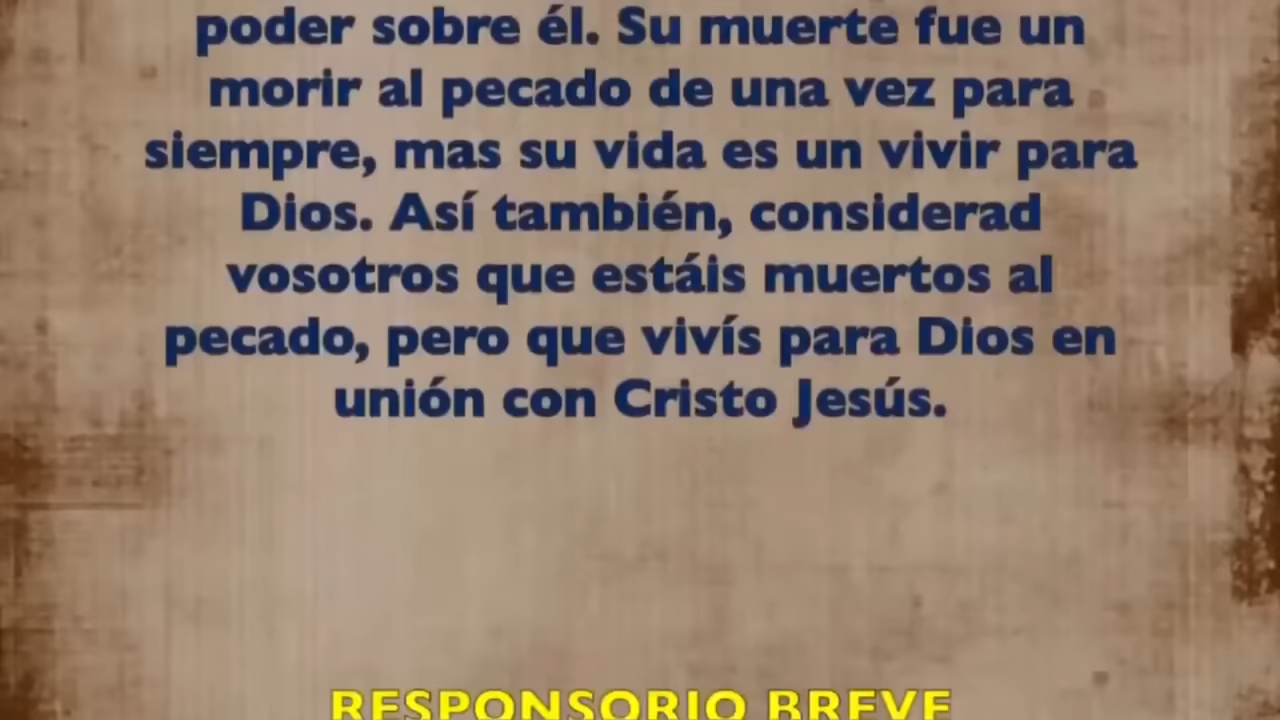 poder sobre él. Su muerte fue un
morir al pecado de una vez para
siempre, mas su vida es un vivir para
Dios. Así también, considerad
vosotros que estáis muertos al
pecado, pero que vivís para Dios en
unión con Cristo Jesús.
RESPONSORIO BREVE